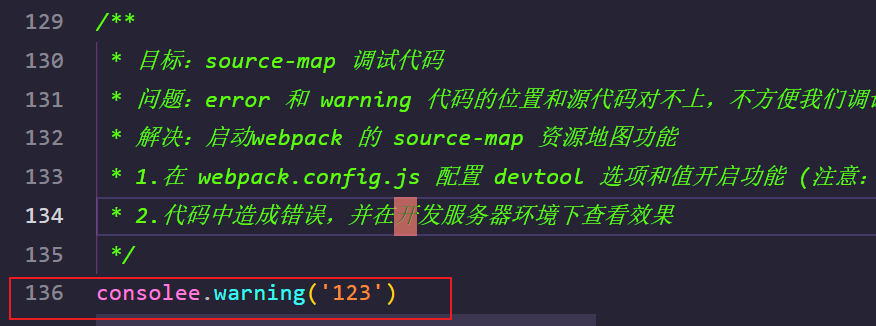 129 /**
130 * 目标：source-map 调试代码
131 * 问题：error 和 warning 代码的位置和源代码对不上，不方便我们调试
132 * 解决：启动webpack 的 source-map 资源地图功能
133 * 1.在 webpack.config.js 配置 devtool 选项和值开启功能 (注意：
134 * 2.代码中造成错误，并在开发服务器环境下查看效果
135 */
136 consolee.warning('123')